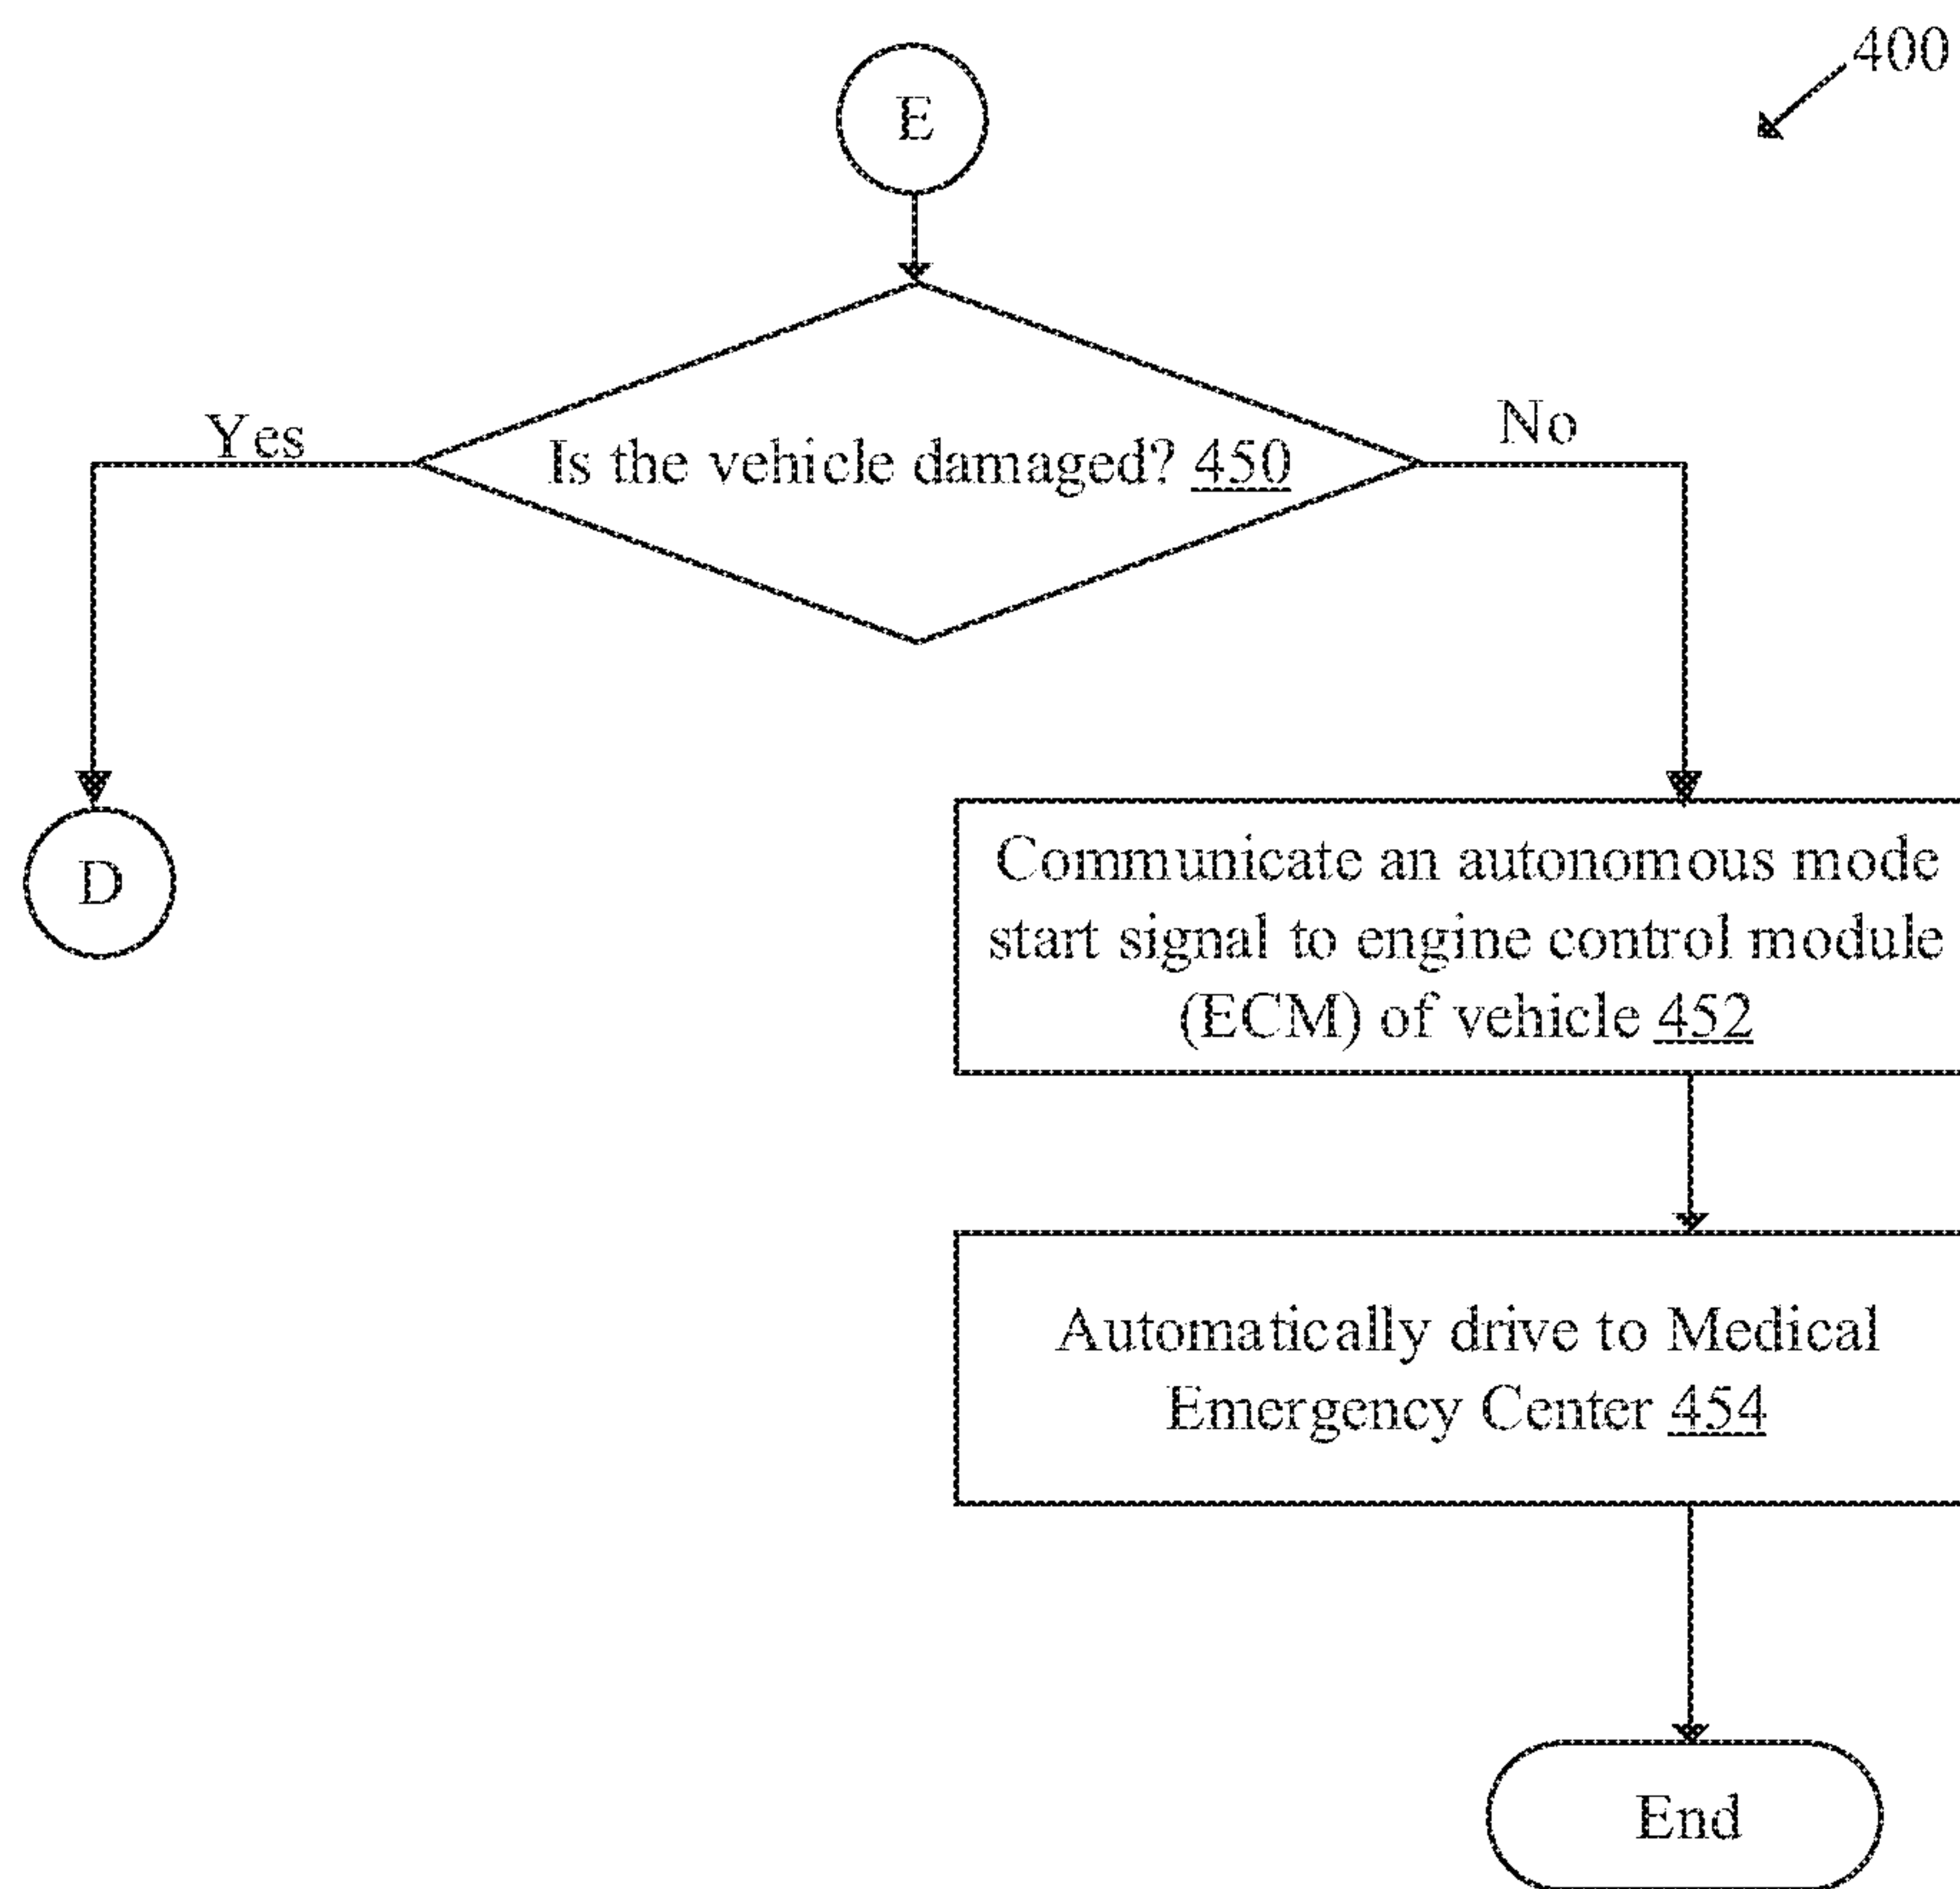 400
E
Yes
No
Is the vehicle damaged? 450
D
Communicate an autonomous mode
start signal to engine control module
(ECM) of vehicle 452
Automatically drive to Medical
Emergency Center 454
End